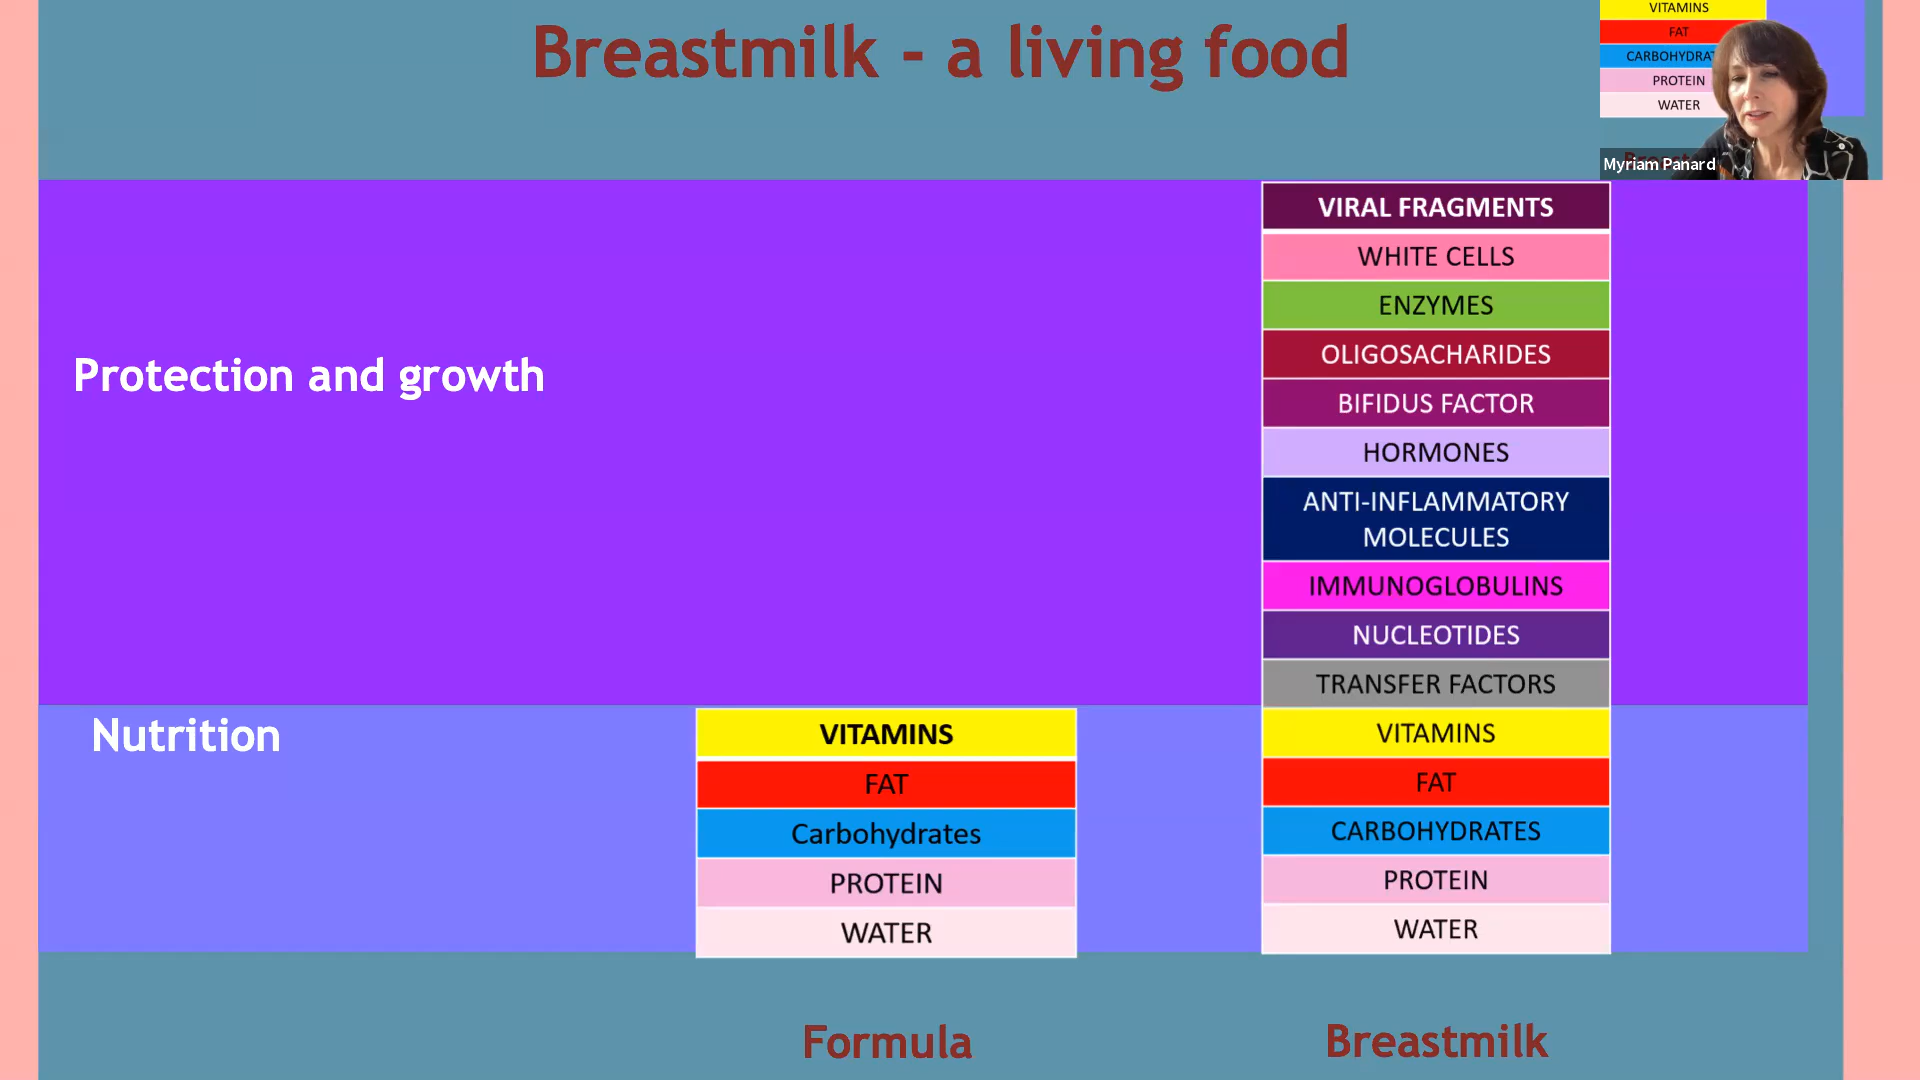 Breastmilk - a living food
VITAMINS
FAT
CARBOHYDRAT
PROTEIN
WATER
Myriam Panard
Protection and growth
VIRAL FRAGMENTS
WHITE CELLS
ENZYMES
OLIGOSACHARIDES
BIFIDUS FACTOR
HORMONES
ANTI-INFLAMMATORY
MOLECULES
IMMUNOGLOBULINS
NUCLEOTIDES
TRANSFER FACTORS
Nutrition
VITAMINS
FAT
Carbohydrates
PROTEIN
WATER
VITAMINS
FAT
CARBOHYDRATES
PROTEIN
WATER
Formula
Breastmilk